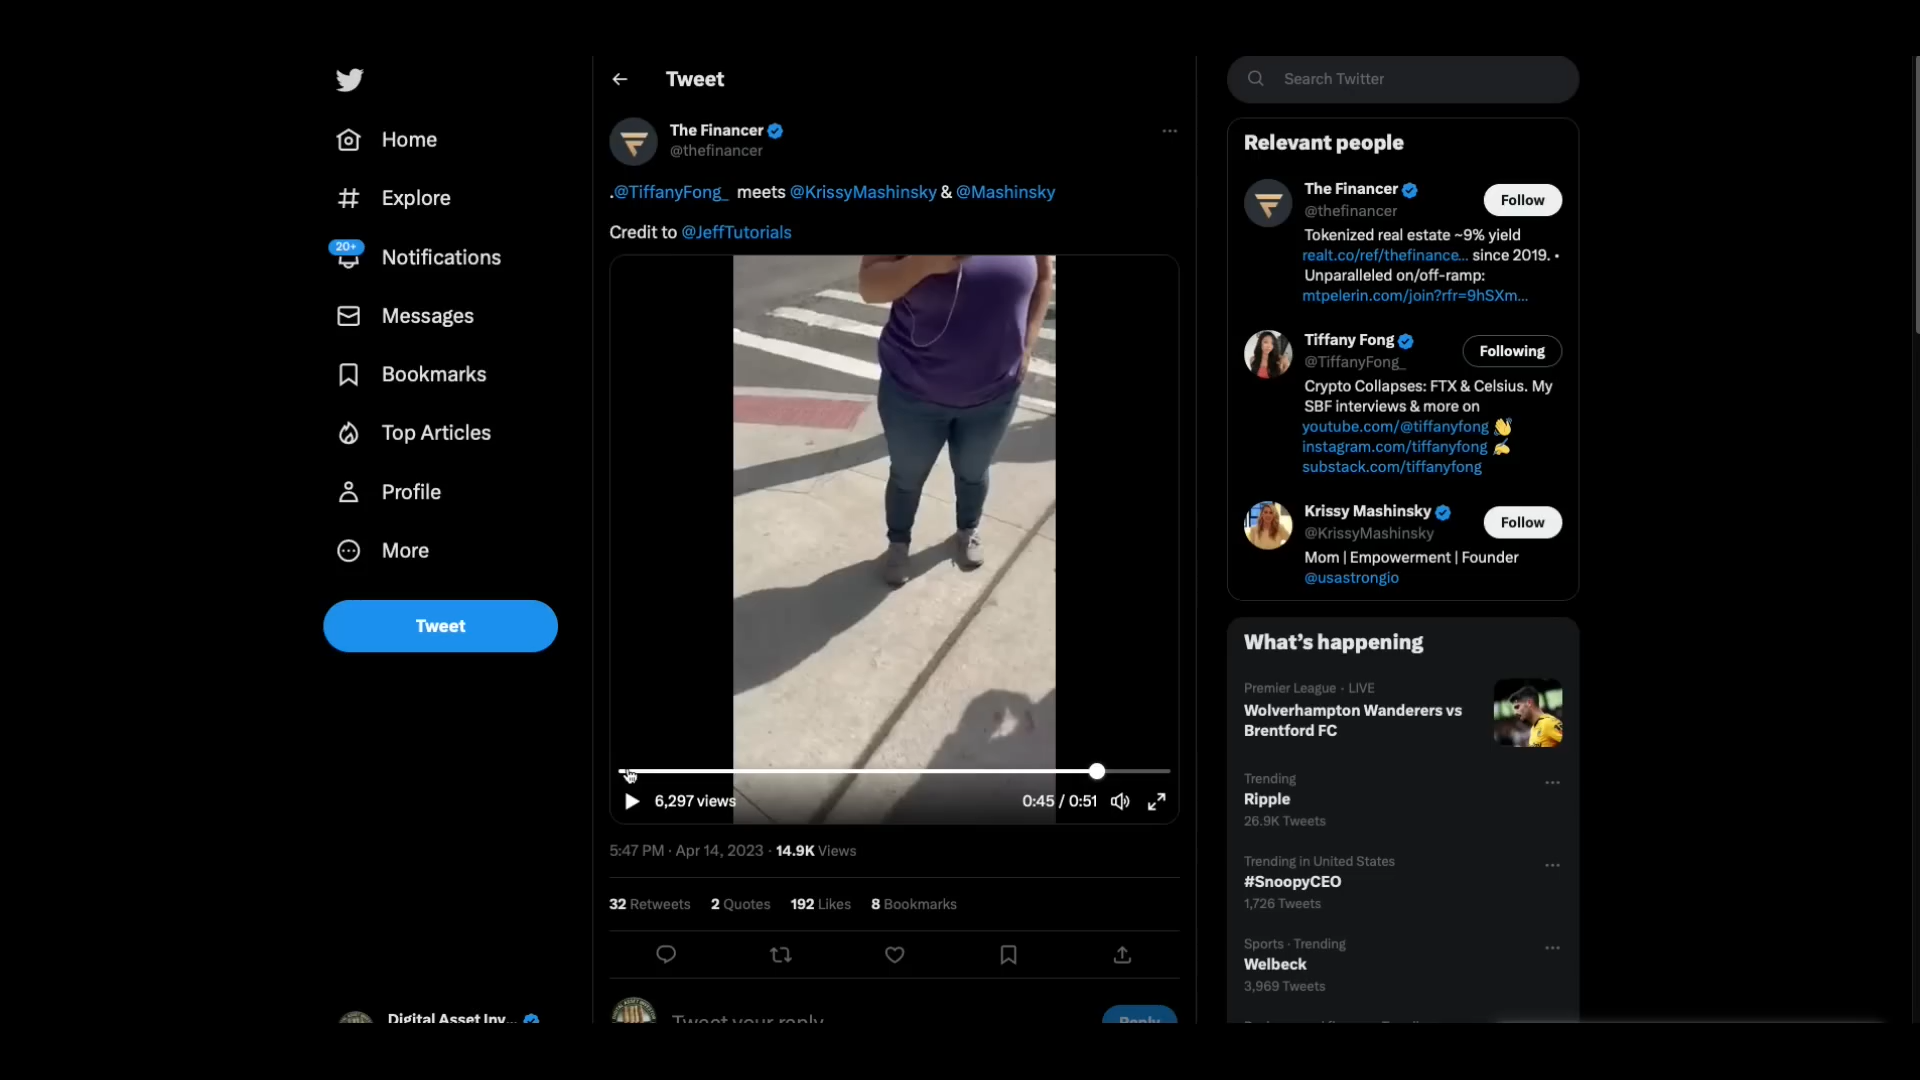 Home
Explore
20+
Notifications
Messages
Bookmarks
Top Articles
Profile
More
Tweet
Digital Asset Inv...
Tweet
The Financer
@thefinancer
.@TiffanyFong_ meets @KrissyMashinsky & @Mashinsky
Credit to @JeffTutorials
6,297 views
0:45 / 0:51
5:47 PM · Apr 14, 2023 · 14.9K Views
32 Retweets 2 Quotes 192 Likes 8 Bookmarks
Tweet your reply
Reply
Search Twitter
Relevant people
The Financer
@thefinancer
Follow
Tokenized real estate ~9% yield
realt.co/ref/thefinance... since 2019. •
Unparalleled on/off-ramp:
mtpelerin.com/join?rfr=9hSXm...
Tiffany Fong
@TiffanyFong_
Following
Crypto Collapses: FTX & Celsius. My
SBF interviews & more on
youtube.com/@tiffanyfong 👋
instagram.com/tiffanyfong ✍️
substack.com/tiffanyfong
Krissy Mashinsky
@KrissyMashinsky
Follow
Mom | Empowerment | Founder
@usastrongio
What's happening
Premier League · LIVE
Wolverhampton Wanderers vs
Brentford FC
Trending
Ripple
26.9K Tweets
Trending in United States
#SnoopyCEO
1,726 Tweets
Sports · Trending
Welbeck
3,969 Tweets